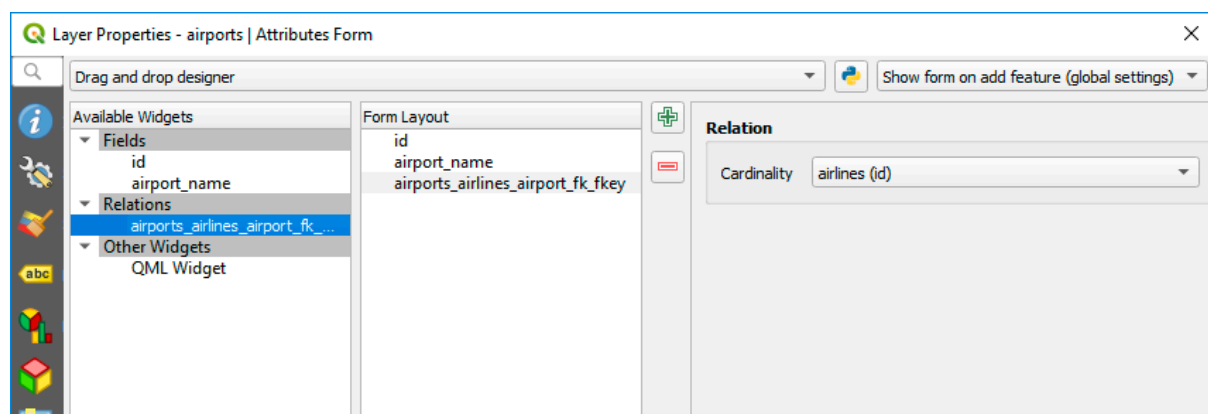 Layer Properties - airports | Attributes Form
Drag and drop designer
Show form on add feature (global settings)
Available Widgets
Fields
id
airport_name
Relations
airports_airlines_airport_fk_...
Other Widgets
QML Widget
Form Layout
id
airport_name
airports_airlines_airport_fk_fkey
Relation
Cardinality airlines (id)
abc